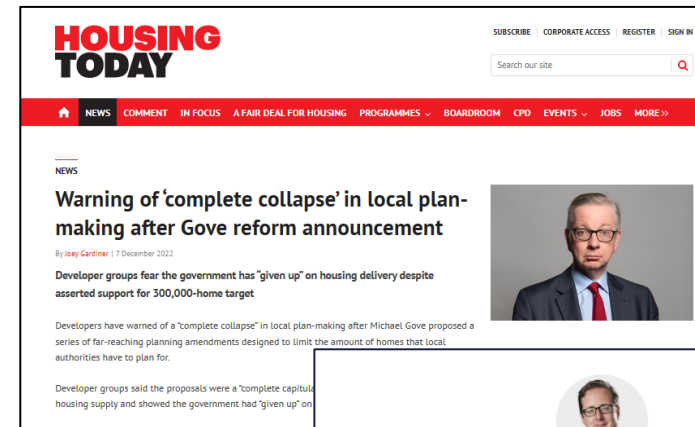 HOUSING
TODAY
SUBSCRIBE | CORPORATE ACCESS | REGISTER | SIGN IN
Search our site
NEWS COMMENT IN FOCUS A FAIR DEAL FOR HOUSING PROGRAMMES BOARDROOM CPD EVENTS JOBS MORE >>
NEWS
Warning of ‘complete collapse’ in local plan-
making after Gove reform announcement
By Joey Gardiner | 7 December 2022
Developer groups fear the government has “given up” on housing delivery despite
asserted support for 300,000-home target
Developers have warned of a “complete collapse” in local plan-making after Michael Gove proposed a
series of far-reaching planning amendments designed to limit the amount of homes that local
authorities have to plan for.
Developer groups said the proposals were a “complete
housing supply and showed the government had “given up” on